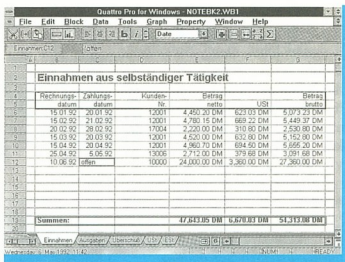 Quattro Pro for Windows - NOTEBK2.WB1
File Edit Block Data Tools Graph Property Window Help
Date
Einnahmen:C12 'offen
Einnahmen aus selbständiger Tätigkeit
Rechnungs- Zahlungs- Kunden- Betrag Betrag
datum datum Nr. netto USt brutto
15.01.92 20.01.92 12001 4,450.20 DM 623.03 DM 5,073.23 DM
15.02.92 21.02.92 12001 4,780.15 DM 669.22 DM 5,449.37 DM
20.02.92 28.02.92 17004 2,220.00 DM 310.80 DM 2,530.80 DM
15.03.92 20.03.92 12001 4,520.00 DM 632.80 DM 5,152.80 DM
15.04.92 20.04.92 12001 4,960.70 DM 694.50 DM 5,655.20 DM
25.04.92 5.05.92 13006 2,712.00 DM 379.68 DM 3,091.68 DM
10.06.92 offen 10000 24,000.00 DM 3,360.00 DM 27,360.00 DM
Summen: 47,643.05 DM 6,670.03 DM 54,313.08 DM
Einnahmen Ausgaben Überschuß USt ESt
NUM READY